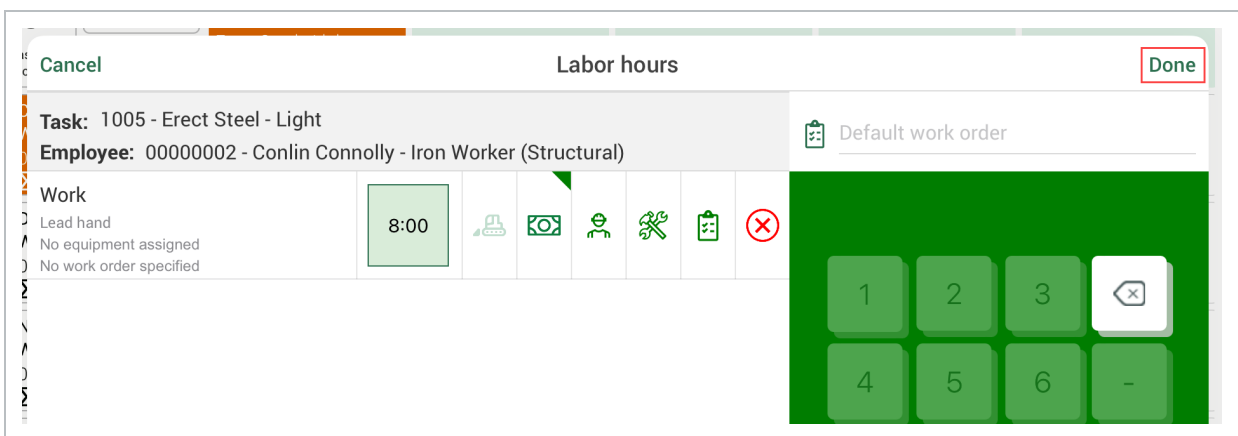 Cancel
Labor hours
Done
Task: 1005 - Erect Steel - Light
Employee: 00000002 - Conlin Connolly - Iron Worker (Structural)
Default work order
Work
Lead hand
No equipment assigned
No work order specified
8:00
1 2 3
4 5 6 -